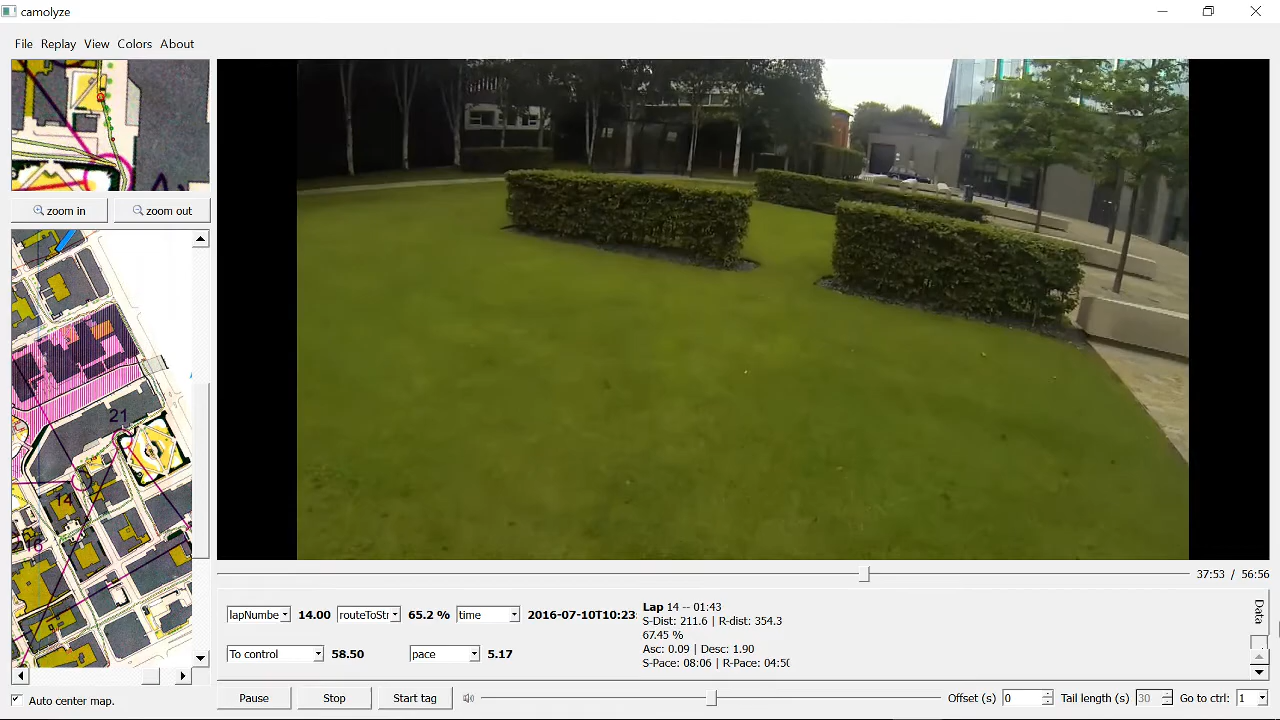 camolyze
File Replay View Colors About
zoom in zoom out
21
14
16
37:53 / 56:56
lapNumbe 14.00 routeToStr 65.2 % time 2016-07-10T10:23:
To control 58.50 pace 5.17
Lap 14 -- 01:43
S-Dist: 211.6 | R-dist: 354.3
67.45 %
Asc: 0.09 | Desc: 1.90
S-Pace: 08:06 | R-Pace: 04:50
Data
Auto center map.
Pause Stop Start tag Offset (s) 0 Tail length (s) 30 Go to ctrl: 1